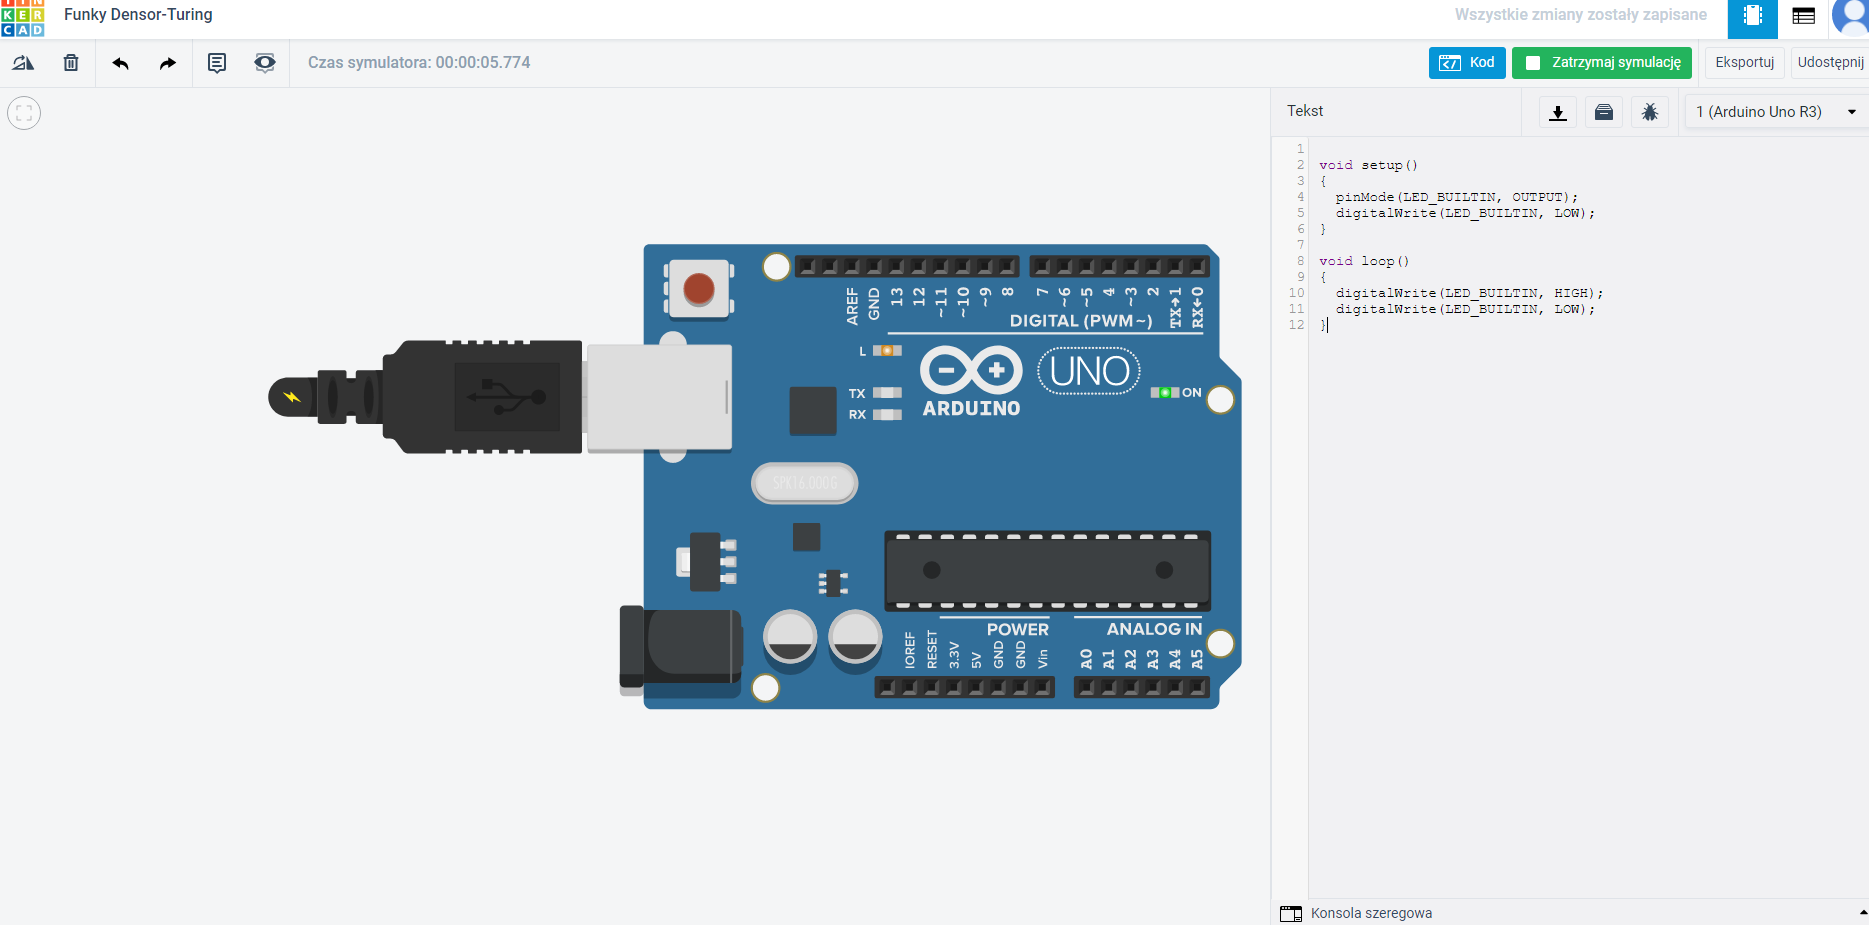 TIN
KER
CAD
Funky Densor-Turing
Wszystkie zmiany zostały zapisane
Czas symulatora: 00:00:05.774
Kod
Zatrzymaj symulację
Eksportuj
Udostępnij
Tekst
1 (Arduino Uno R3)
1
2 void setup()
3 {
4 pinMode(LED_BUILTIN, OUTPUT);
5 digitalWrite(LED_BUILTIN, LOW);
6 }
7
8 void loop()
9 {
10 digitalWrite(LED_BUILTIN, HIGH);
11 digitalWrite(LED_BUILTIN, LOW);
12 }
AREF GND 13 12 ~11 ~10 ~9 8 7 ~6 ~5 4 ~3 2 TX→1 RX←0
DIGITAL (PWM~)
L
TX
RX
UNO
ARDUINO
ON
SPK16.000G
POWER
ANALOG IN
IOREF RESET 3.3V 5V GND GND Vin A0 A1 A2 A3 A4 A5
Konsola szeregowa